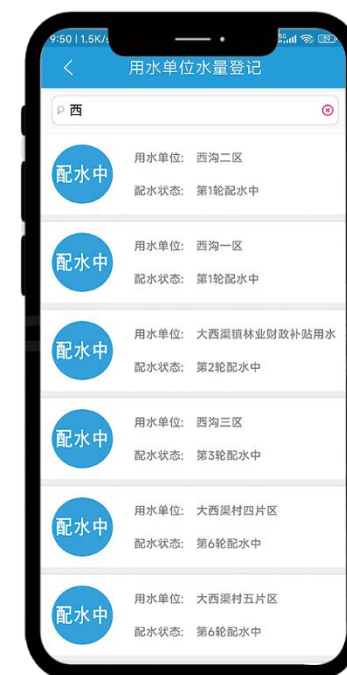 9:50 | 1.5K/s
用水单位水量登记
西
配水中
用水单位: 西沟二区
配水状态: 第1轮配水中
配水中
用水单位: 西沟一区
配水状态: 第1轮配水中
配水中
用水单位: 大西渠镇林业财政补贴用水
配水状态: 第2轮配水中
配水中
用水单位: 西沟三区
配水状态: 第3轮配水中
配水中
用水单位: 大西渠村四片区
配水状态: 第6轮配水中
配水中
用水单位: 大西渠村五片区
配水状态: 第6轮配水中